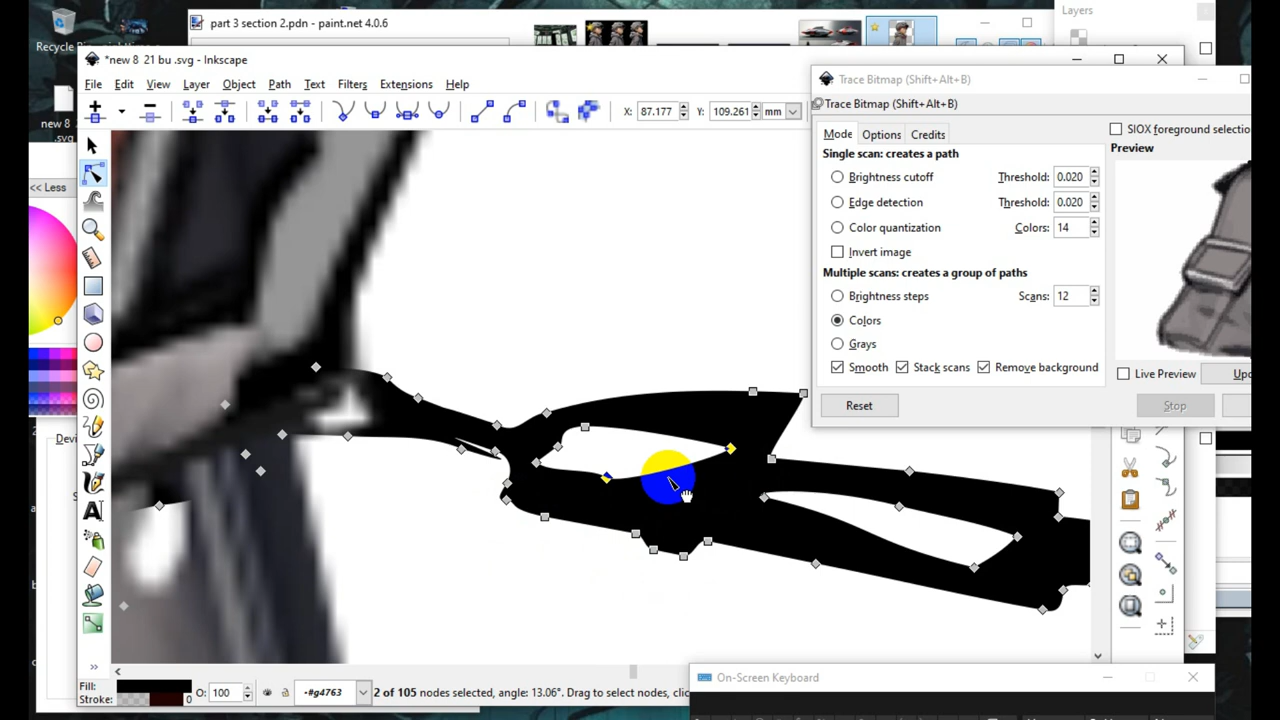 part 3 section 2.pdn - paint.net 4.0.6
Layers
Recycle Bin
new 8
.svg
<< Less
*new 8 21 bu .svg - Inkscape
File Edit View Layer Object Path Text Filters Extensions Help
X: 87.177 Y: 109.261 mm
Trace Bitmap (Shift+Alt+B)
Trace Bitmap (Shift+Alt+B)
Mode Options Credits
SIOX foreground selectio
Single scan: creates a path
Preview
Brightness cutoff Threshold: 0.020
Edge detection Threshold: 0.020
Color quantization Colors: 14
Invert image
Multiple scans: creates a group of paths
Brightness steps Scans: 12
Colors
Grays
Smooth Stack scans Remove background
Live Preview Upd
Reset Stop
Devi
Fill:
Stroke: 0
O: 100
-#g4763
2 of 105 nodes selected, angle: 13.06°. Drag to select nodes, clic
On-Screen Keyboard